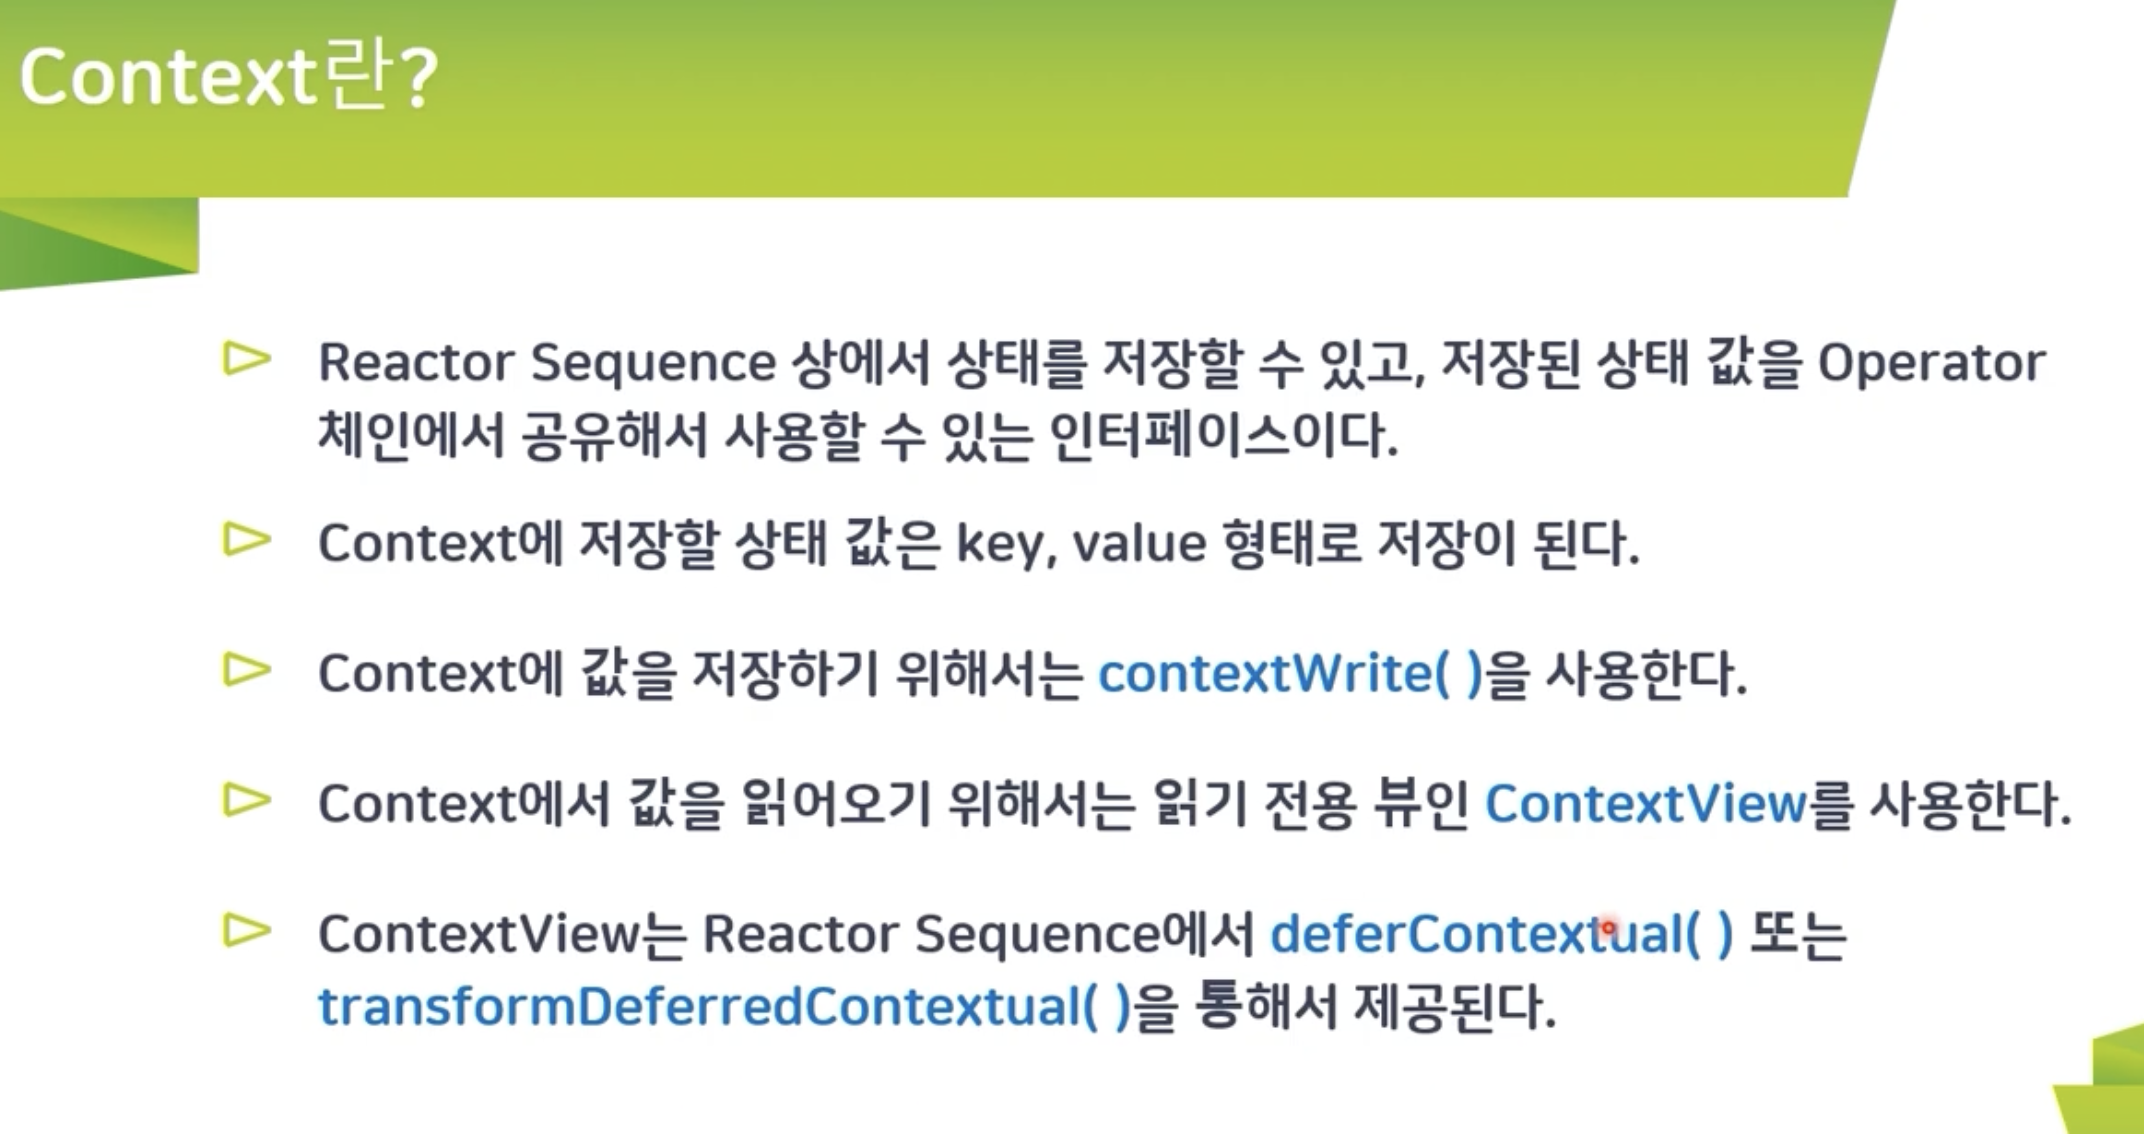 Context란?
Reactor Sequence 상에서 상태를 저장할 수 있고, 저장된 상태 값을 Operator
체인에서 공유해서 사용할 수 있는 인터페이스이다.
Context에 저장할 상태 값은 key, value 형태로 저장이 된다.
Context에 값을 저장하기 위해서는 contextWrite( )을 사용한다.
Context에서 값을 읽어오기 위해서는 읽기 전용 뷰인 ContextView를 사용한다.
ContextView는 Reactor Sequence에서 deferContextual( ) 또는
transformDeferredContextual( )을 통해서 제공된다.